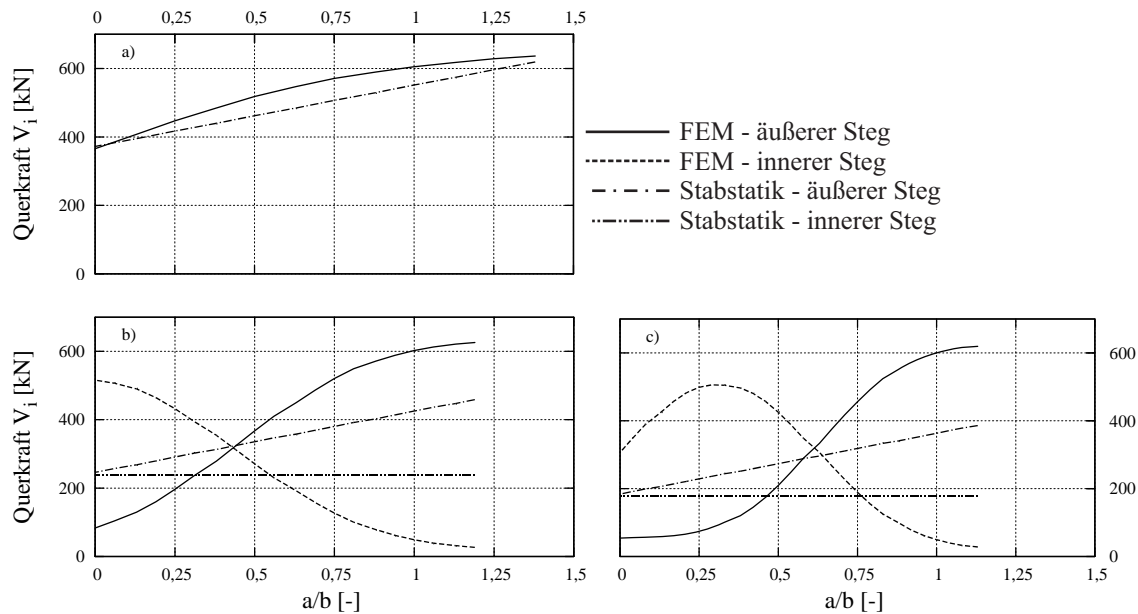 0 0,25 0,5 0,75 1 1,25 1,5
a)
600
400
200
0
Querkraft V_i [kN]
FEM - äußerer Steg
FEM - innerer Steg
Stabstatik - äußerer Steg
Stabstatik - innerer Steg
b)
600
400
200
0
Querkraft V_i [kN]
0 0,25 0,5 0,75 1 1,25 1,5
a/b [-]
c)
600
400
200
0
0 0,25 0,5 0,75 1 1,25 1,5
a/b [-]